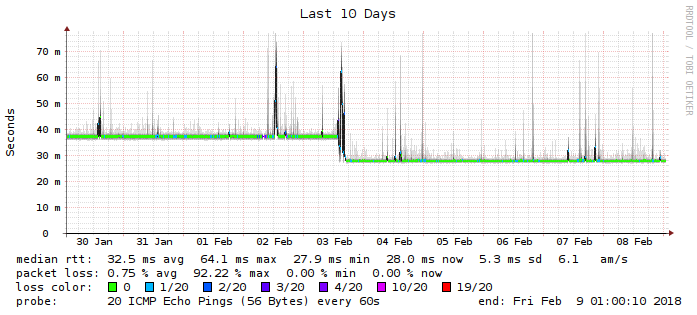 Last 10 Days
RRDTOOL / TOBI OETIKER
Seconds
70 m
60 m
50 m
40 m
30 m
20 m
10 m
0
30 Jan 31 Jan 01 Feb 02 Feb 03 Feb 04 Feb 05 Feb 06 Feb 07 Feb 08 Feb
median rtt: 32.5 ms avg 64.1 ms max 27.9 ms min 28.0 ms now 5.3 ms sd 6.1 am/s
packet loss: 0.75 % avg 92.22 % max 0.00 % min 0.00 % now
loss color: 0 1/20 2/20 3/20 4/20 10/20 19/20
probe: 20 ICMP Echo Pings (56 Bytes) every 60s end: Fri Feb 9 01:00:10 2018